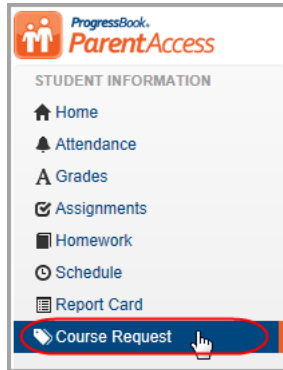 ProgressBook.
ParentAccess
STUDENT INFORMATION
Home
Attendance
Grades
Assignments
Homework
Schedule
Report Card
Course Request